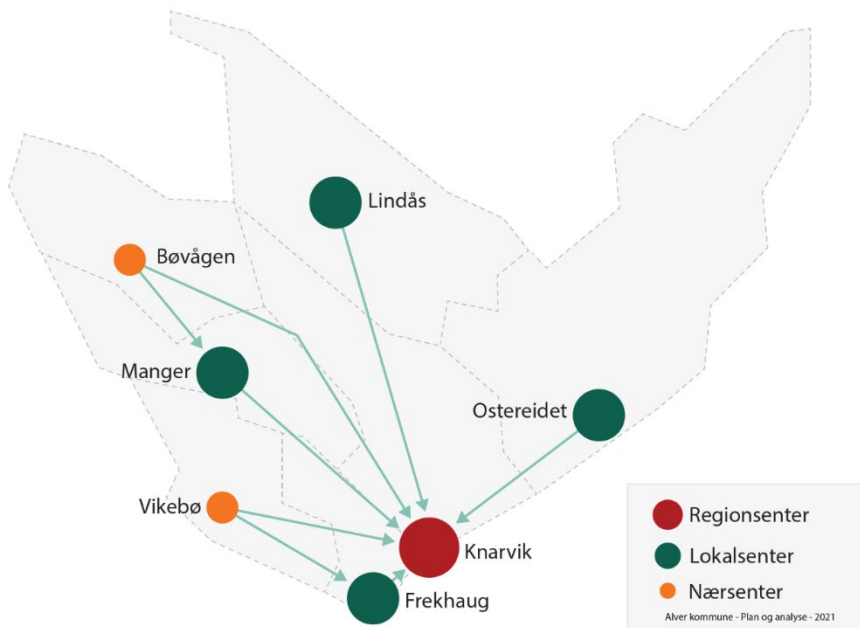 Lindås
Bøvågen
Manger
Ostereidet
Vikebø
Knarvik
Frekhaug
Regionsenter
Lokalsenter
Nærsenter
Alver kommune - Plan og analyse - 2021